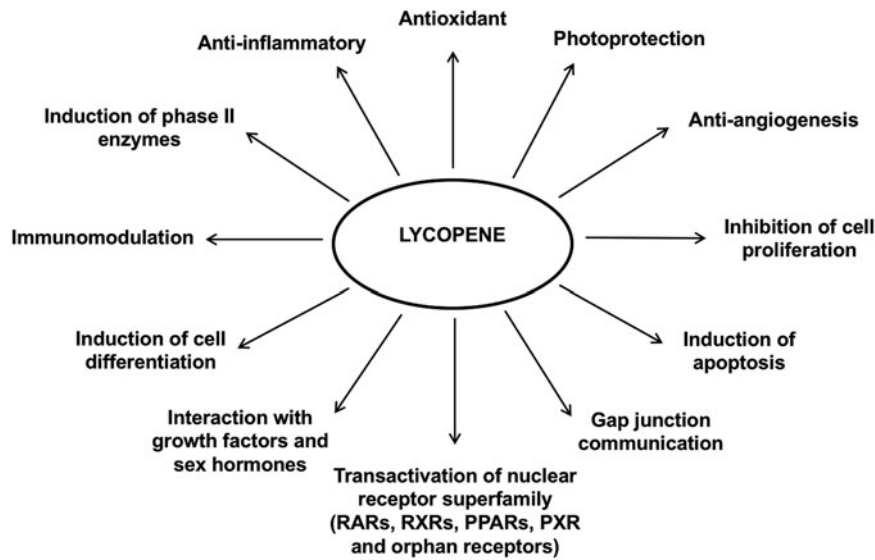 Antioxidant
Photoprotection
Anti-angiogenesis
Inhibition of cell
proliferation
Induction of
apoptosis
Gap junction
communication
Transactivation of nuclear
receptor superfamily
(RARs, RXRs, PPARs, PXR
and orphan receptors)
Interaction with
growth factors and
sex hormones
Induction of cell
differentiation
Immunomodulation
Induction of phase II
enzymes
Anti-inflammatory
LYCOPENE